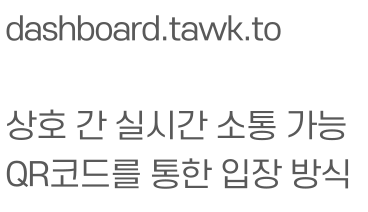 dashboard.tawk.to
상호 간 실시간 소통 가능
QR코드를 통한 입장 방식